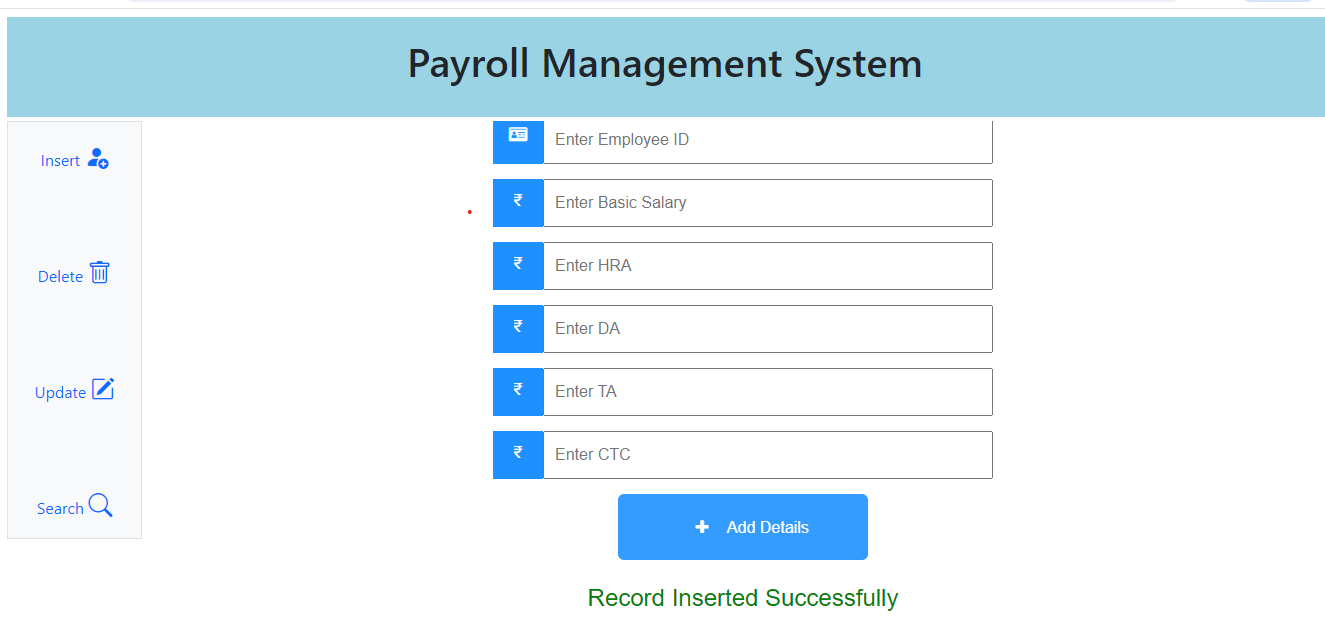 Payroll Management System
Insert
Delete
Update
Search
Enter Employee ID
₹ Enter Basic Salary
₹ Enter HRA
₹ Enter DA
₹ Enter TA
₹ Enter CTC
Add Details
Record Inserted Successfully